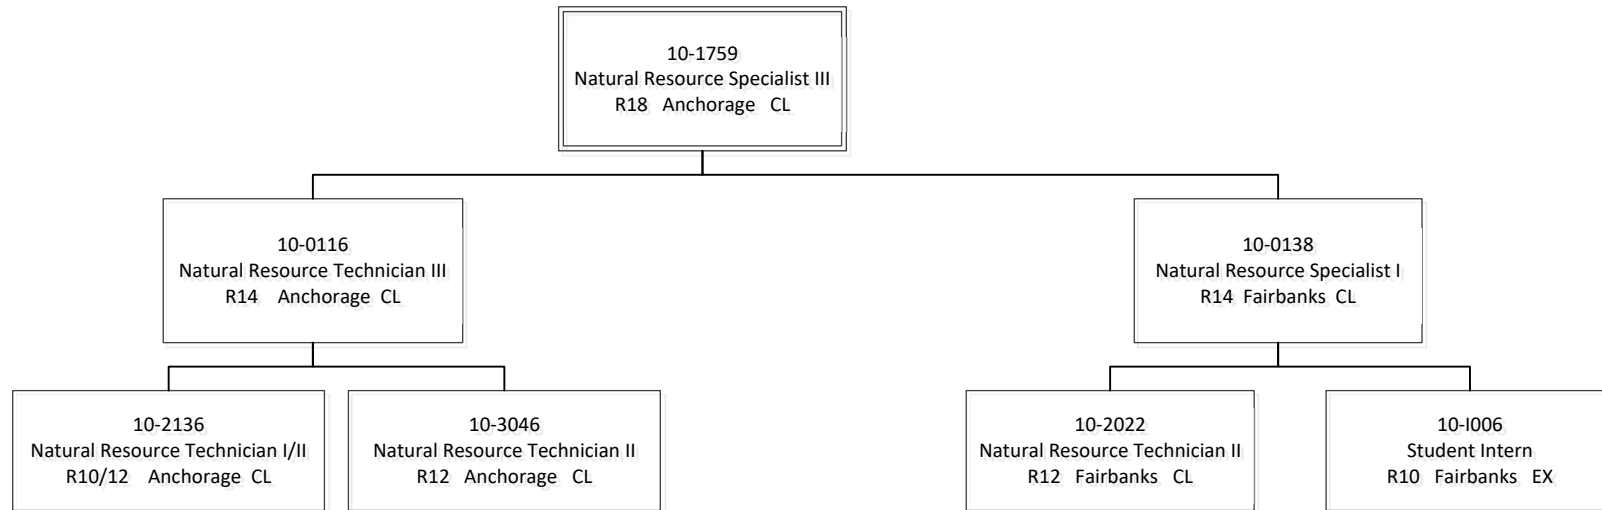 10-1759
Natural Resource Specialist III
R18 Anchorage CL
10-0116
Natural Resource Technician III
R14 Anchorage CL
10-0138
Natural Resource Specialist I
R14 Fairbanks CL
10-2136
Natural Resource Technician I/II
R10/12 Anchorage CL
10-3046
Natural Resource Technician II
R12 Anchorage CL
10-2022
Natural Resource Technician II
R12 Fairbanks CL
10-I006
Student Intern
R10 Fairbanks EX